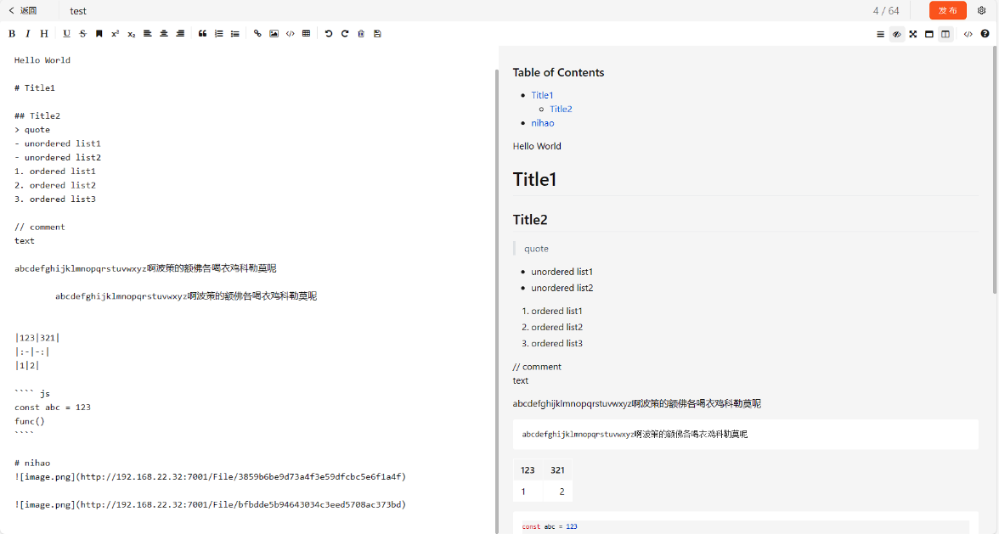 返回
test
4 / 64
发 布
B I H U S x² x₂
Hello World
# Title1
## Title2
> quote
- unordered list1
- unordered list2
1. ordered list1
2. ordered list2
3. ordered list3
// comment
text
abcdefghijklmnopqrstuvwxyz啊波策的额佛各喝衣鸡科勒莫呢
abcdefghijklmnopqrstuvwxyz啊波策的额佛各喝衣鸡科勒莫呢
|123|321|
|:-|-:|
|1|2|
```` js
const abc = 123
func()
````
# nihao
![image.png](http://192.168.22.32:7001/File/3859b6be9d73a4f3e59dfcbc5e6f1a4f)
![image.png](http://192.168.22.32:7001/File/bfbdde5b94643034c3eed5708ac373bd)
Table of Contents
Title1
Title2
nihao
Hello World
Title1
Title2
quote
unordered list1
unordered list2
1. ordered list1
2. ordered list2
3. ordered list3
// comment
text
abcdefghijklmnopqrstuvwxyz啊波策的额佛各喝衣鸡科勒莫呢
abcdefghijklmnopqrstuvwxyz啊波策的额佛各喝衣鸡科勒莫呢
123 321
1 2
const abc = 123